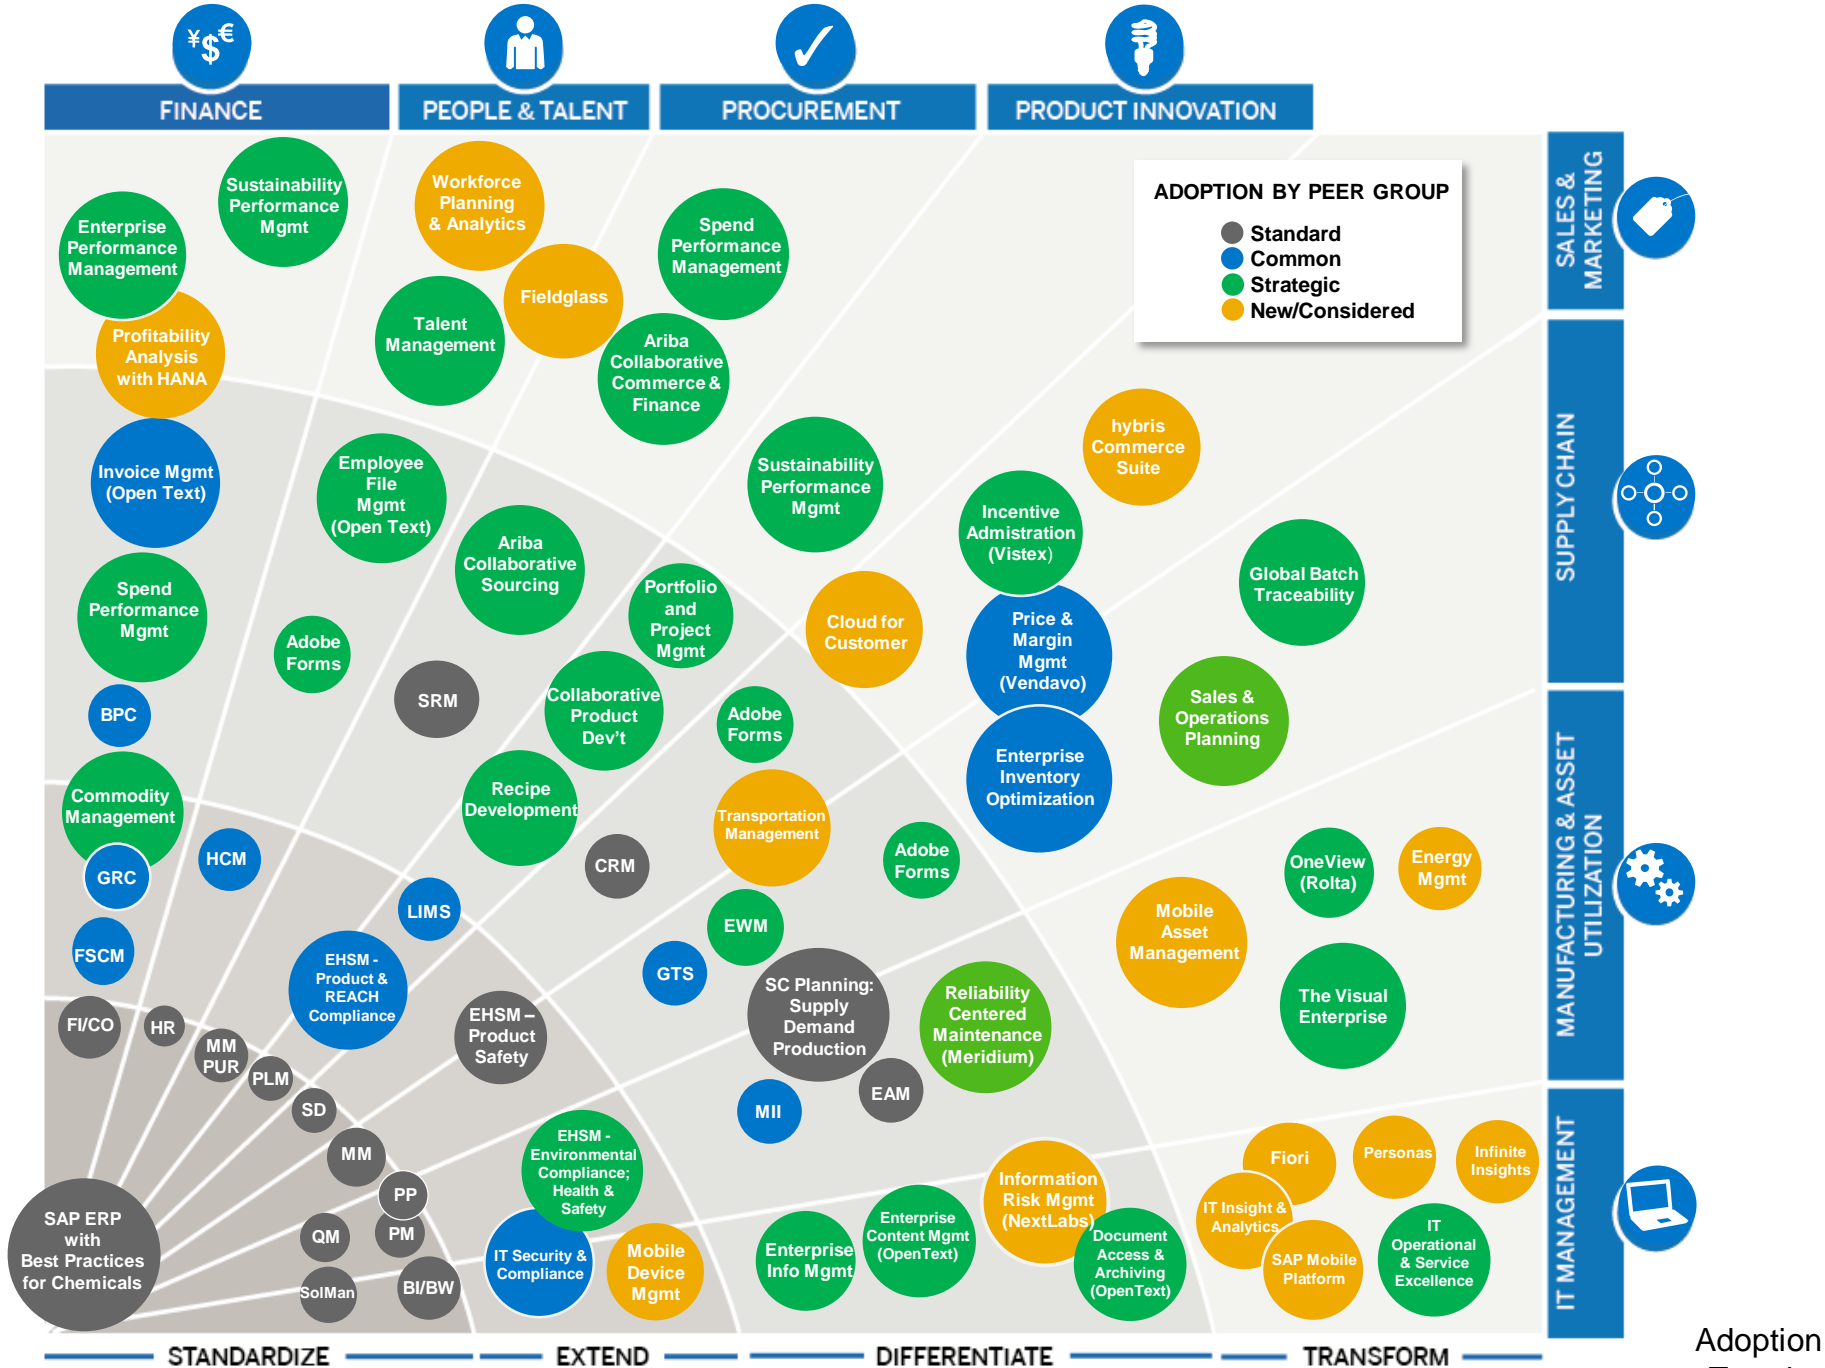 ¥$€
FINANCE
PEOPLE & TALENT
PROCUREMENT
PRODUCT INNOVATION
SALES &
MARKETING
SUPPLY CHAIN
MANUFACTURING & ASSET
UTILIZATION
IT MANAGEMENT
ADOPTION BY PEER GROUP
Standard
Common
Strategic
New/Considered
Sustainability
Performance
Mgmt
Enterprise
Performance
Management
Profitability
Analysis
with HANA
Workforce
Planning
& Analytics
Fieldglass
Talent
Management
Spend
Performance
Management
Ariba
Collaborative
Commerce &
Finance
Invoice Mgmt
(Open Text)
Employee
File
Mgmt
(Open Text)
Ariba
Collaborative
Sourcing
Sustainability
Performance
Mgmt
hybris
Commerce
Suite
Incentive
Admistration
(Vistex)
Global Batch
Traceability
Spend
Performance
Mgmt
Adobe
Forms
Portfolio
and
Project
Mgmt
Cloud for
Customer
Price &
Margin
Mgmt
(Vendavo)
BPC
SRM
Collaborative
Product
Dev't
Adobe
Forms
Sales &
Operations
Planning
Enterprise
Inventory
Optimization
Commodity
Management
Recipe
Development
Transportation
Management
GRC
HCM
CRM
Adobe
Forms
OneView
(Rolta)
Energy
Mgmt
LIMS
EWM
Mobile
Asset
Management
FSCM
EHSM -
Product &
REACH
Compliance
GTS
SC Planning:
Supply
Demand
Production
Reliability
Centered
Maintenance
(Meridium)
The Visual
Enterprise
FI/CO
HR
MM
PUR
PLM
SD
EHSM –
Product
Safety
MII
EAM
MM
PP
PM
QM
SolMan
BI/BW
EHSM -
Environmental
Compliance;
Health &
Safety
Information
Risk Mgmt
(NextLabs)
Fiori
Personas
Infinite
Insights
SAP ERP
with
Best Practices
for Chemicals
IT Security &
Compliance
Mobile
Device
Mgmt
Enterprise
Info Mgmt
Enterprise
Content Mgmt
(OpenText)
Document
Access &
Archiving
(OpenText)
IT Insight &
Analytics
SAP Mobile
Platform
IT
Operational
& Service
Excellence
STANDARDIZE
EXTEND
DIFFERENTIATE
TRANSFORM
Adoption